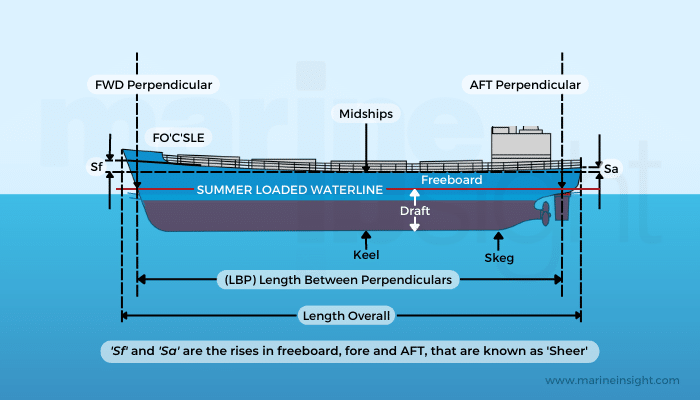 FWD Perpendicular
AFT Perpendicular
Midships
FO'C'SLE
Sf
Sa
Freeboard
SUMMER LOADED WATERLINE
Draft
Keel
Skeg
(LBP) Length Between Perpendiculars
Length Overall
'Sf' and 'Sa' are the rises in freeboard, fore and AFT, that are known as 'Sheer'
www.marineinsight.com
marine
insight